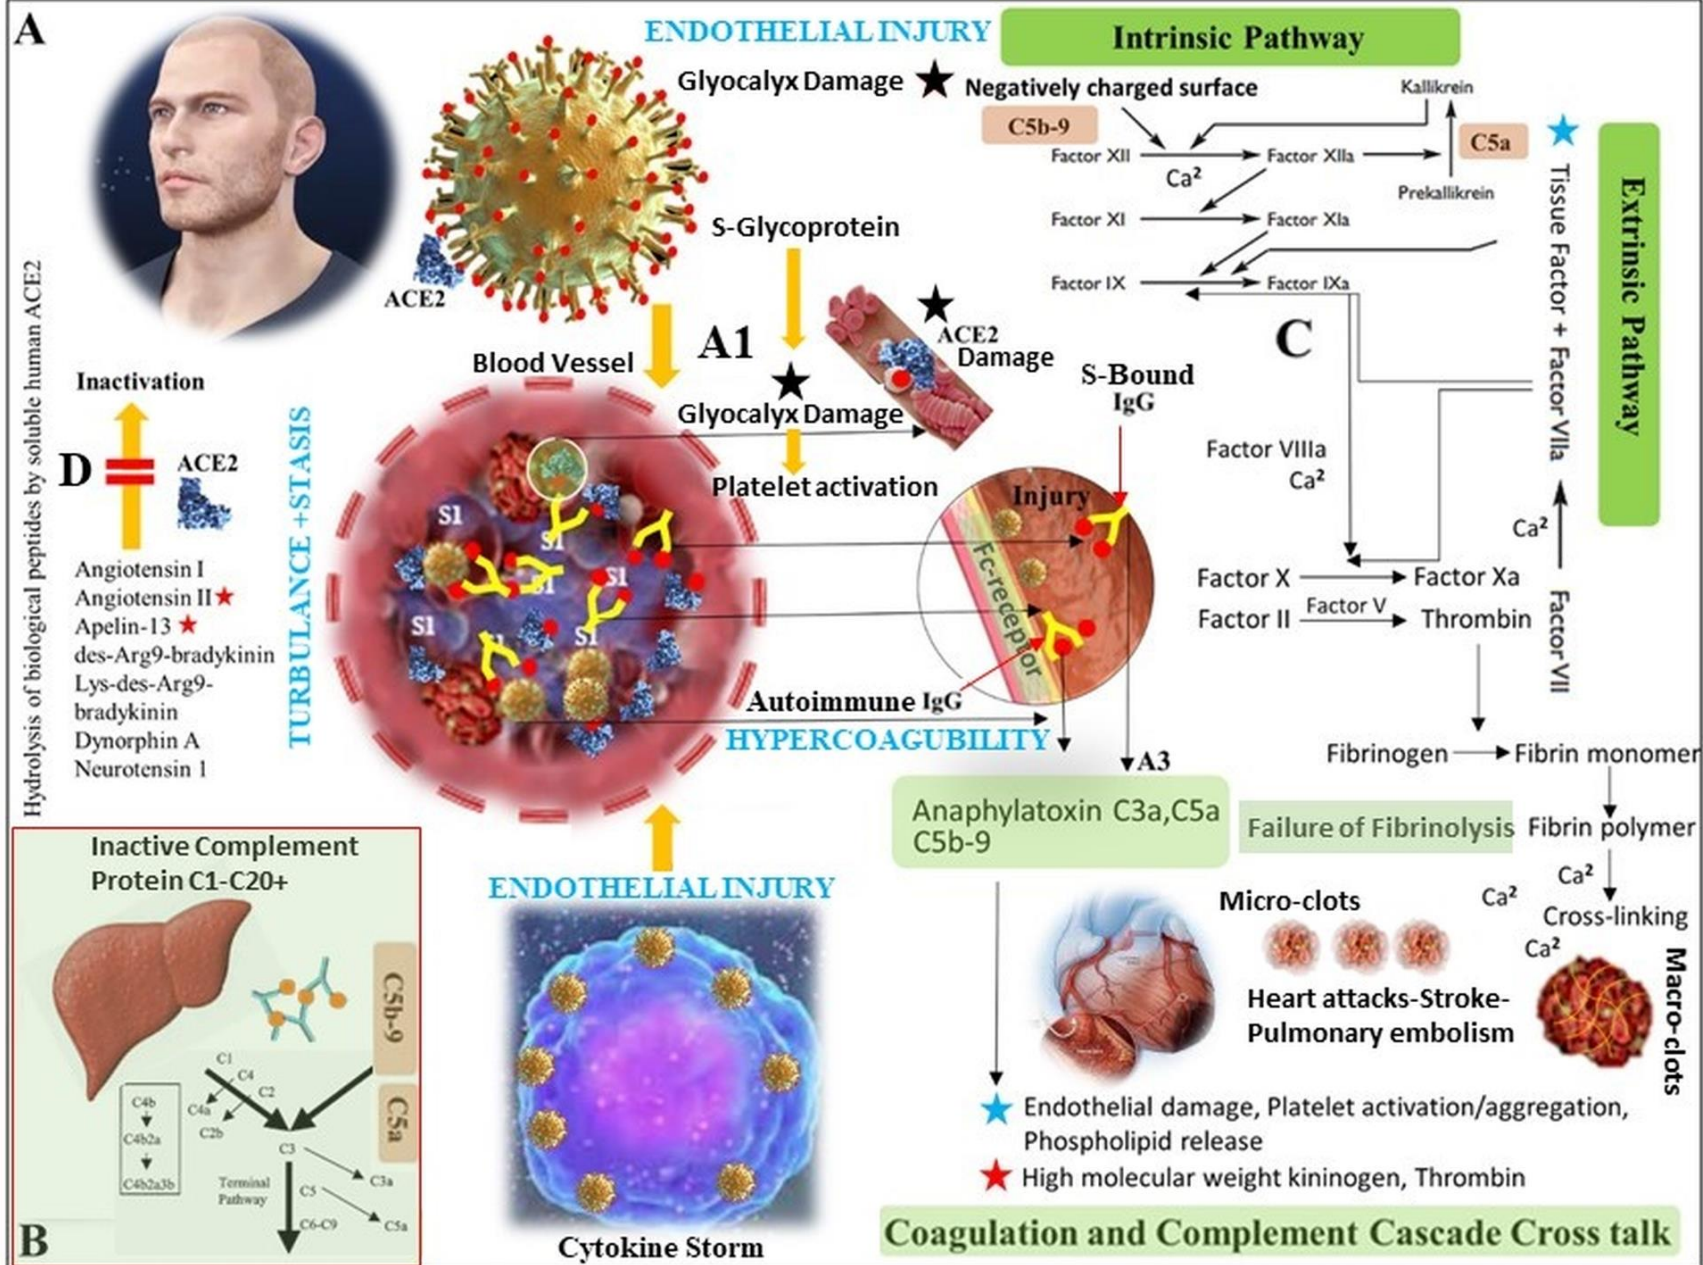 A
ENDOTHELIAL INJURY
Glyocalyx Damage
S-Glycoprotein
ACE2
A1
Blood Vessel
Glyocalyx Damage
Platelet activation
ACE2
Damage
S-Bound
IgG
Intrinsic Pathway
Negatively charged surface
C5b-9
Kallikrein
C5a
Factor XII
Factor XIIa
Ca²
Prekallikrein
Factor XI
Factor XIa
Factor IX
Factor IXa
C
Extrinsic Pathway
Tissue Factor + Factor VIIa
Ca²
Factor VII
Factor VIIIa
Ca²
Factor X
Factor Xa
Factor II
Factor V
Thrombin
Fibrinogen
Fibrin monomer
Fibrin polymer
Ca²
Ca²
Cross-linking
Ca²
Macro-clots
Hydrolysis of biological peptides by soluble human ACE2
Inactivation
D
ACE2
Angiotensin I
Angiotensin II
Apelin-13
des-Arg9-bradykinin
Lys-des-Arg9-
bradykinin
Dynorphin A
Neurotensin 1
TURBULANCE +STASIS
S1
S1
S1
S1
S1
S1
Injury
Fc-receptor
Autoimmune IgG
HYPERCOAGUBILITY
A3
Anaphylatoxin C3a,C5a
C5b-9
Failure of Fibrinolysis
Micro-clots
Heart attacks-Stroke-
Pulmonary embolism
Inactive Complement
Protein C1-C20+
C5b-9
C5a
C1
C4
C2
C4a
C2b
C4b
C4b2a
C4b2a3b
C3
C3a
Terminal
Pathway
C5
C5a
C6-C9
B
ENDOTHELIAL INJURY
Cytokine Storm
Endothelial damage, Platelet activation/aggregation,
Phospholipid release
High molecular weight kininogen, Thrombin
Coagulation and Complement Cascade Cross talk